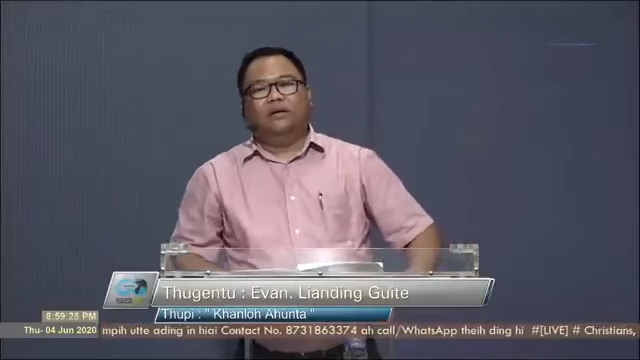 Thugentu : Evan. Lianding Guite
Thupi : " Khanloh Ahunta "
8:59:28 PM
Thu- 04 Jun 2020
mpih utte ading in hiai Contact No. 8731863374 ah call/WhatsApp theih ding hi #[LIVE] # Christians,